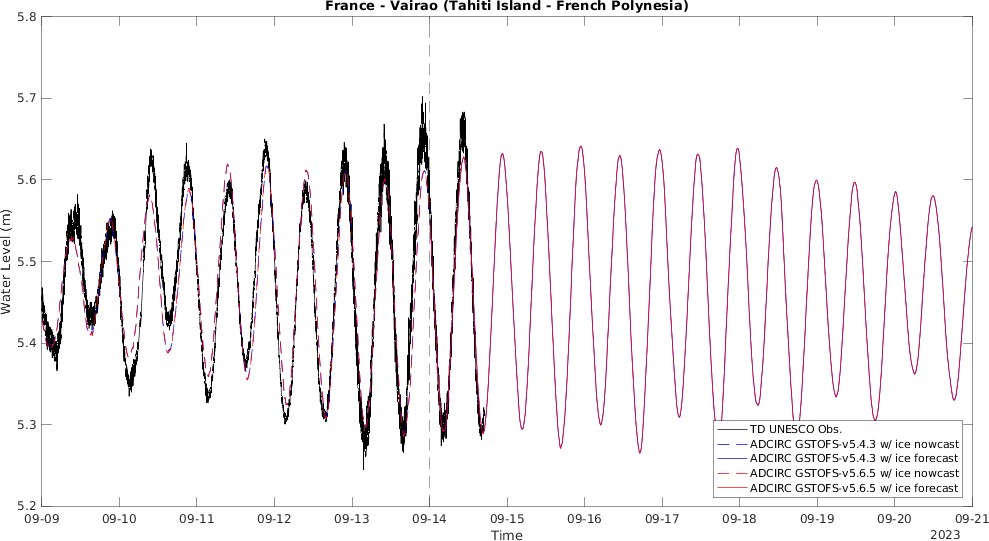 France - Vairao (Tahiti Island - French Polynesia)
5.8
5.7
5.6
5.5
5.4
5.3
5.2
Water Level (m)
09-09 09-10 09-11 09-12 09-13 09-14 09-15 09-16 09-17 09-18 09-19 09-20 09-21
Time
2023
TD UNESCO Obs.
ADCIRC GSTOFS-v5.4.3 w/ ice nowcast
ADCIRC GSTOFS-v5.4.3 w/ ice forecast
ADCIRC GSTOFS-v5.6.5 w/ ice nowcast
ADCIRC GSTOFS-v5.6.5 w/ ice forecast